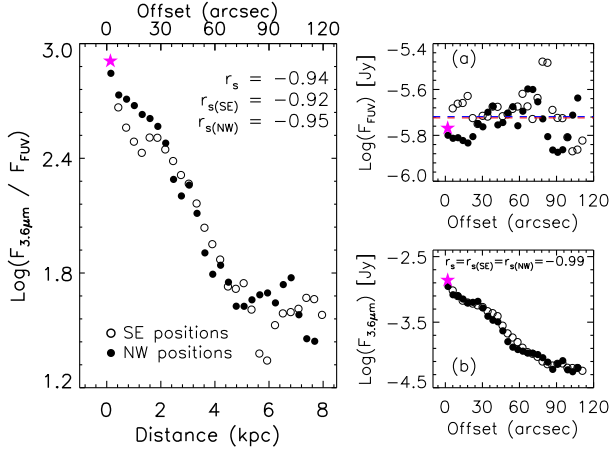 Offset (arcsec)
0 30 60 90 120
3.0
2.4
1.8
1.2
Log(F3.6μm / FFUV)
rs = −0.94
rs(SE) = −0.92
rs(NW) = −0.95
SE positions
NW positions
0 2 4 6 8
Distance (kpc)
(a)
−5.4
−5.6
−5.8
−6.0
Log(FFUV) [Jy]
0 30 60 90 120
Offset (arcsec)
rs=rs(SE)=rs(NW)=−0.99
−2.5
−3.5
−4.5
Log(F3.6μm) [Jy]
(b)
0 30 60 90 120
Offset (arcsec)